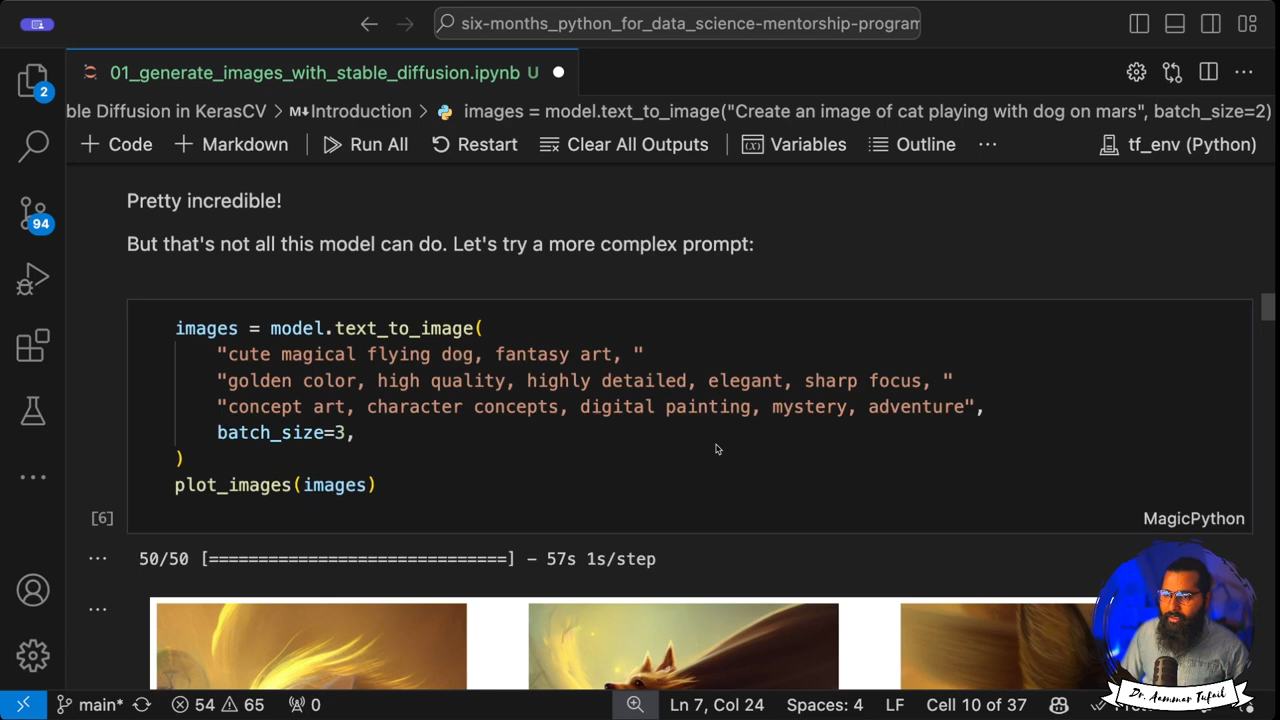 six-months_python_for_data_science-mentorship-program
2
01_generate_images_with_stable_diffusion.ipynb U
ble Diffusion in KerasCV > M↓Introduction > images = model.text_to_image("Create an image of cat playing with dog on mars", batch_size=2)
+ Code + Markdown Run All Restart Clear All Outputs Variables Outline ... tf_env (Python)
94
Pretty incredible!
But that's not all this model can do. Let's try a more complex prompt:
images = model.text_to_image(
"cute magical flying dog, fantasy art, "
"golden color, high quality, highly detailed, elegant, sharp focus, "
"concept art, character concepts, digital painting, mystery, adventure",
batch_size=3,
)
plot_images(images)
[6]
MagicPython
50/50 [==============================] – 57s 1s/step
Dr. Aammar Tufail
main* 54 65 0 Ln 7, Col 24 Spaces: 4 LF Cell 10 of 37